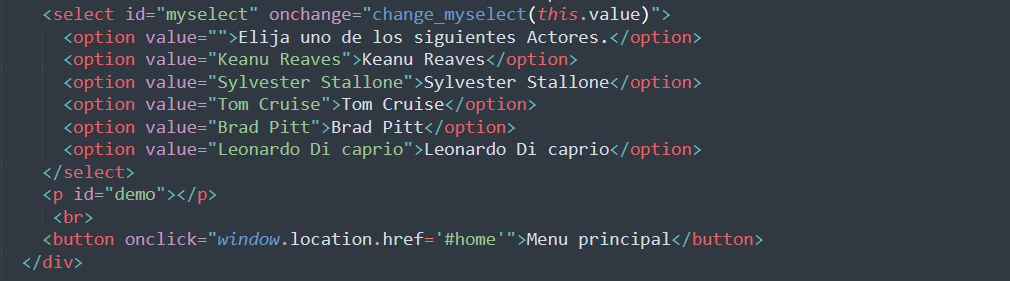 <select id="myselect" onchange="change_myselect(this.value)">
<option value="">Elija uno de los siguientes Actores.</option>
<option value="Keanu Reaves">Keanu Reaves</option>
<option value="Sylvester Stallone">Sylvester Stallone</option>
<option value="Tom Cruise">Tom Cruise</option>
<option value="Brad Pitt">Brad Pitt</option>
<option value="Leonardo Di caprio">Leonardo Di caprio</option>
</select>
<p id="demo"></p>
<br>
<button onclick="window.location.href='#home'">Menu principal</button>
</div>